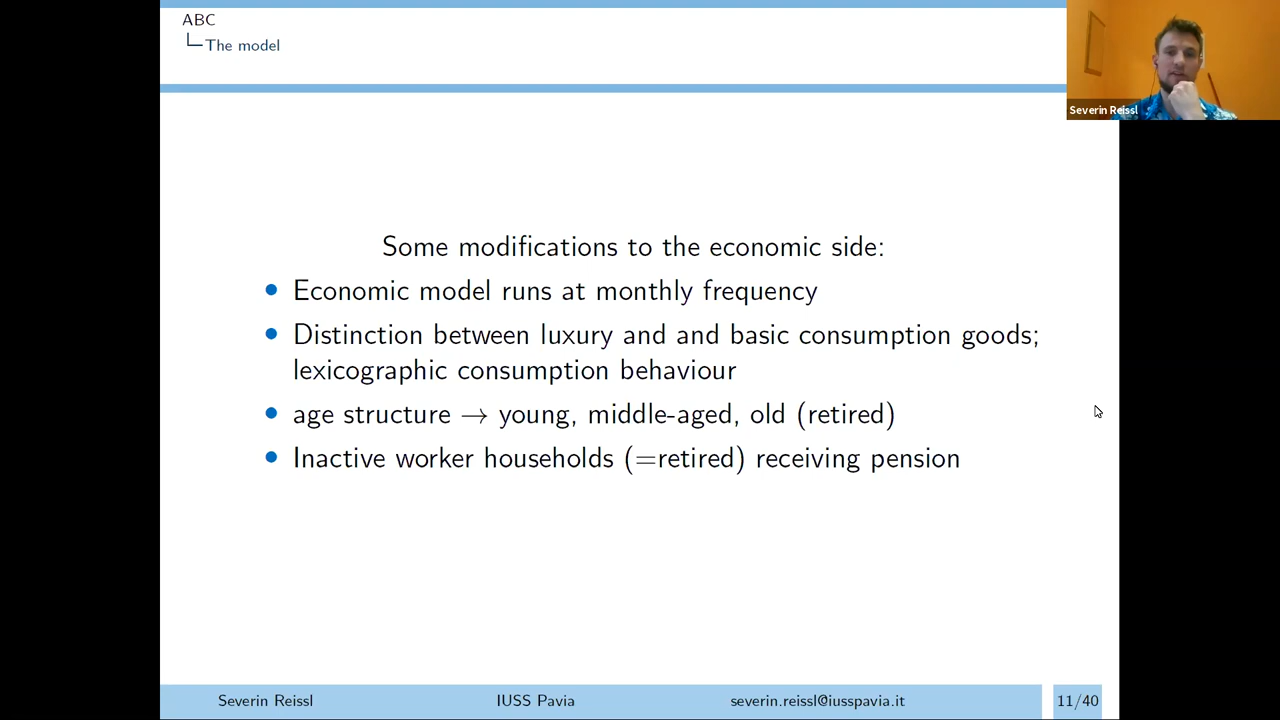 ABC
The model
Severin Reissl
Some modifications to the economic side:
Economic model runs at monthly frequency
Distinction between luxury and and basic consumption goods;
lexicographic consumption behaviour
age structure → young, middle-aged, old (retired)
Inactive worker households (=retired) receiving pension
Severin Reissl IUSS Pavia severin.reissl@iusspavia.it 11/40